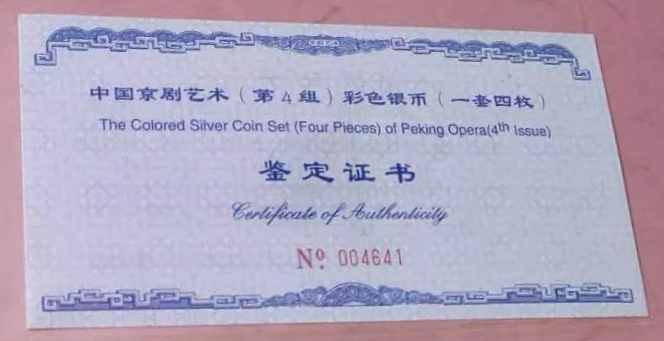 中国京剧艺术（第4组）彩色银币（一套四枚）
The Colored Silver Coin Set (Four Pieces) of Peking Opera(4th Issue)
鉴定证书
Certificate of Authenticity
Nº 004641